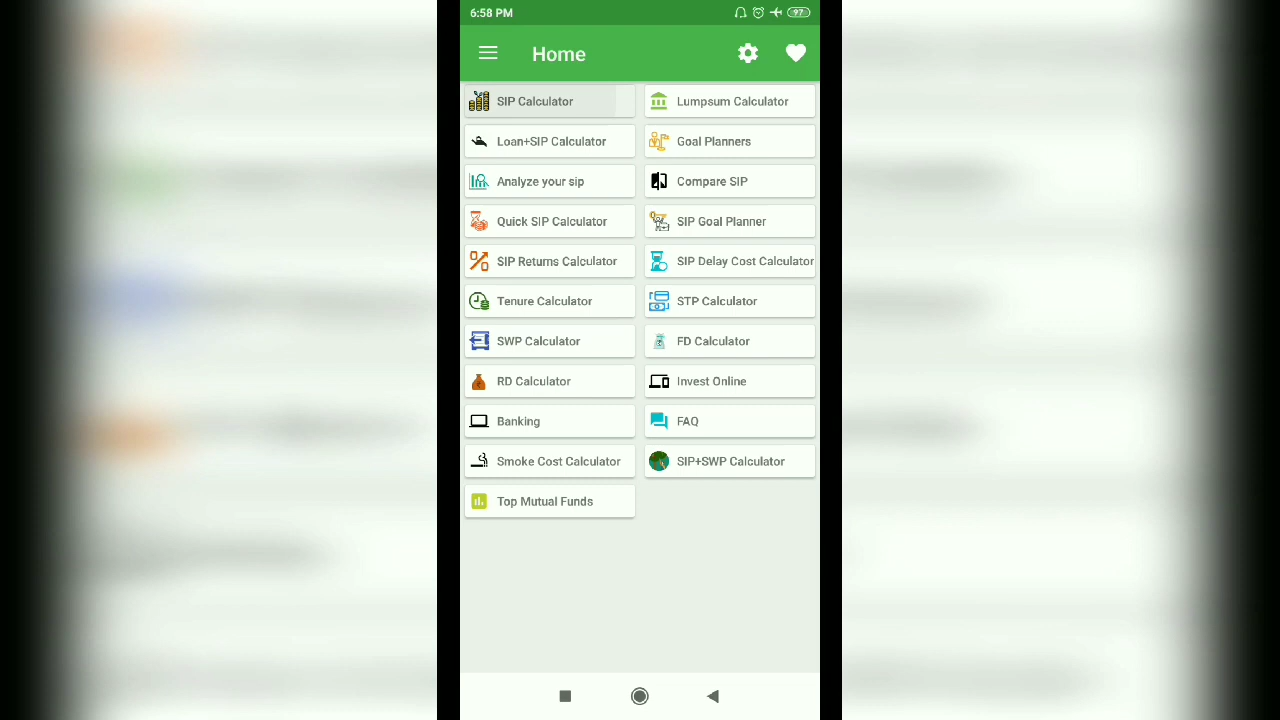 6:58 PM 97
Home
SIP Calculator Lumpsum Calculator
Loan+SIP Calculator Goal Planners
Analyze your sip Compare SIP
Quick SIP Calculator SIP Goal Planner
SIP Returns Calculator SIP Delay Cost Calculator
Tenure Calculator STP Calculator
SWP Calculator FD Calculator
RD Calculator Invest Online
Banking FAQ
Smoke Cost Calculator SIP+SWP Calculator
Top Mutual Funds